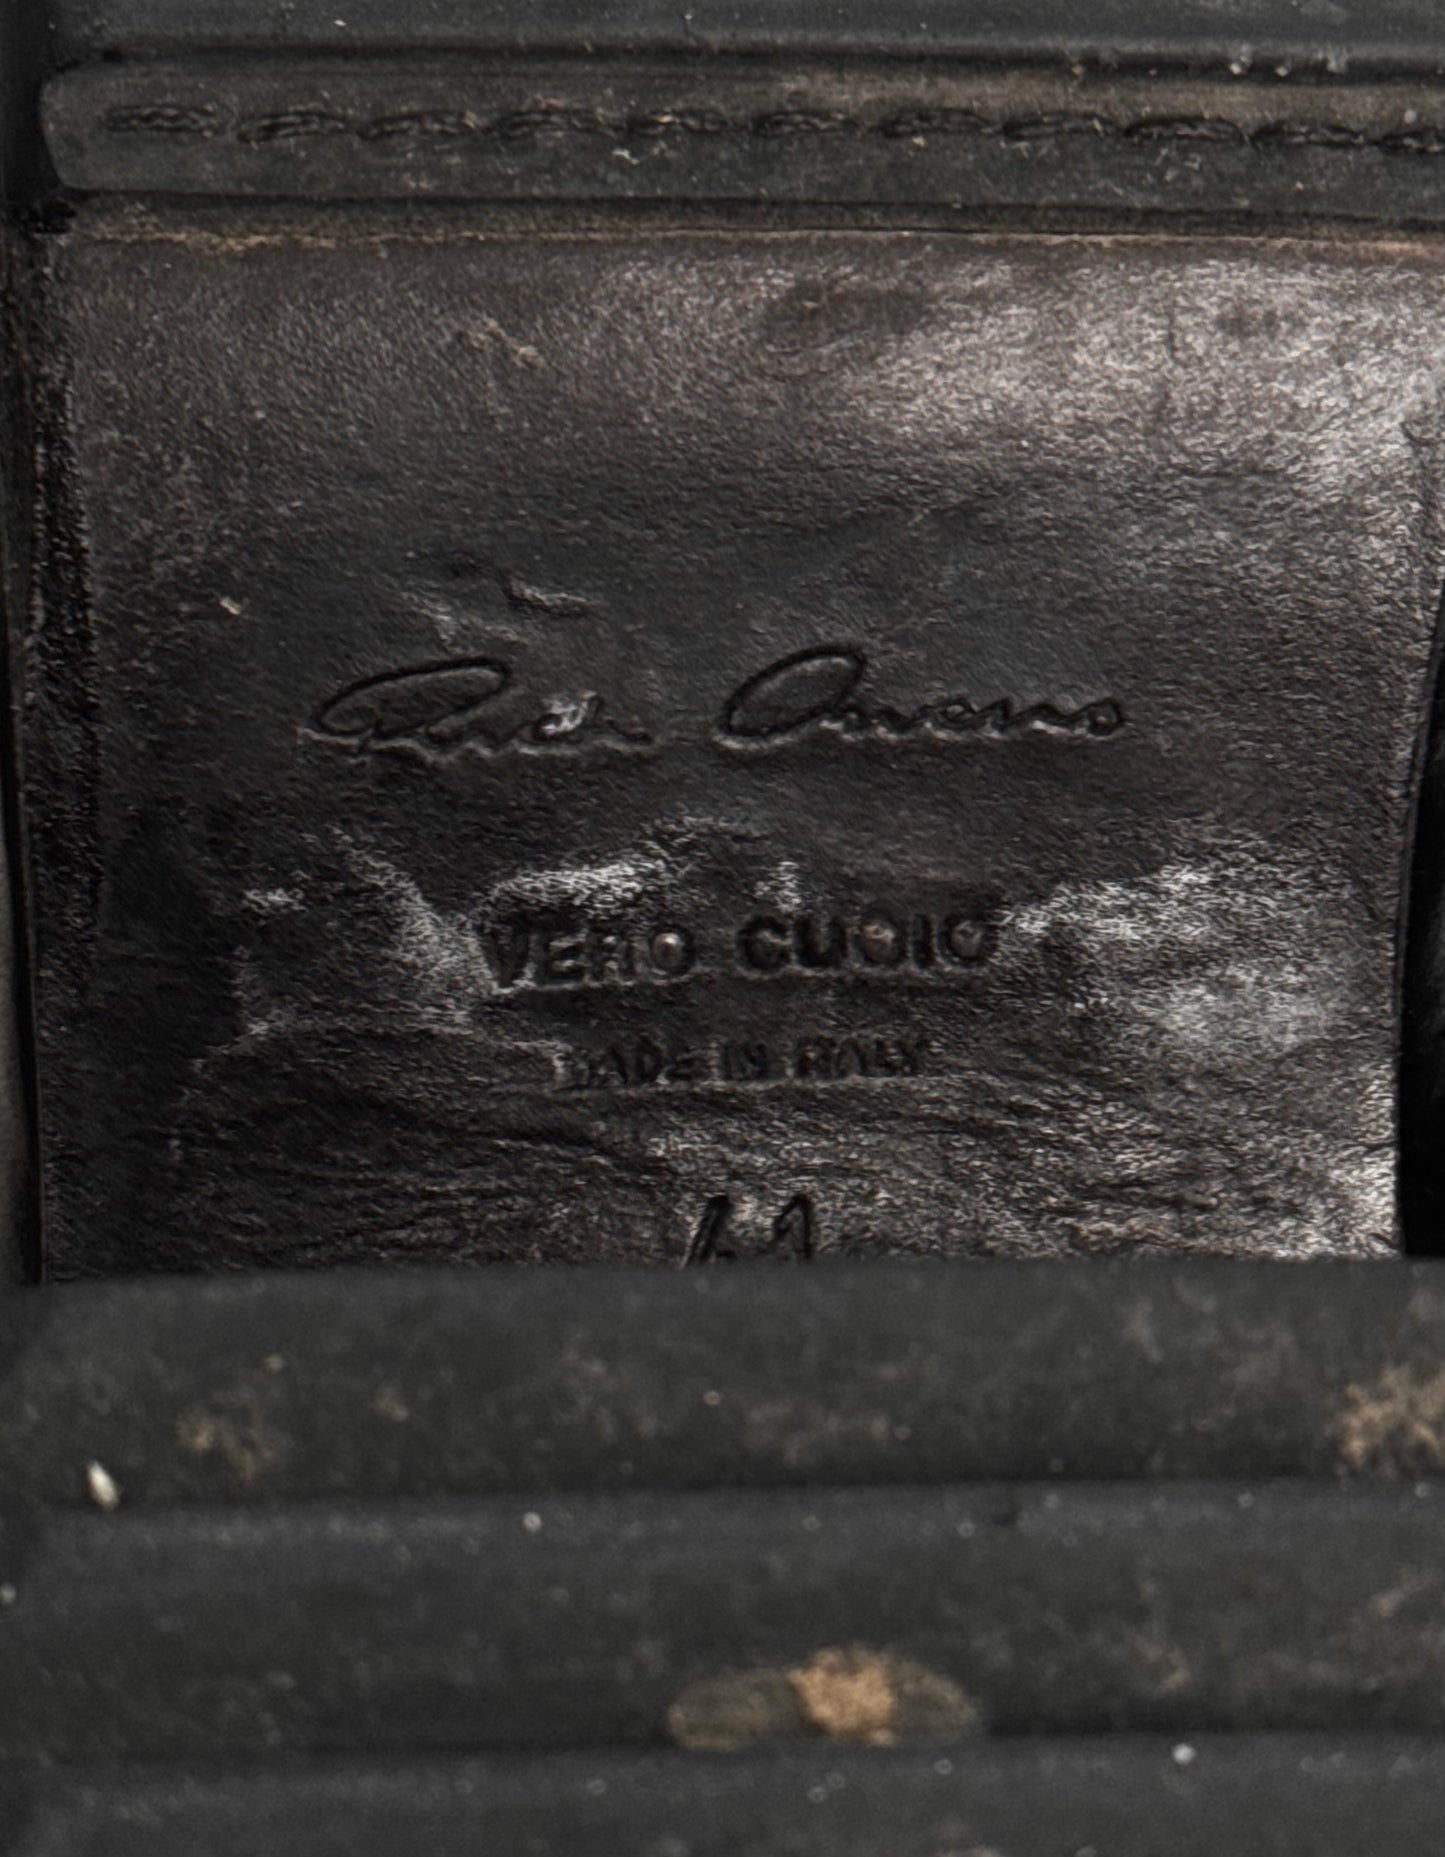 Rick Owens
VERO CUOIO
MADE IN ITALY